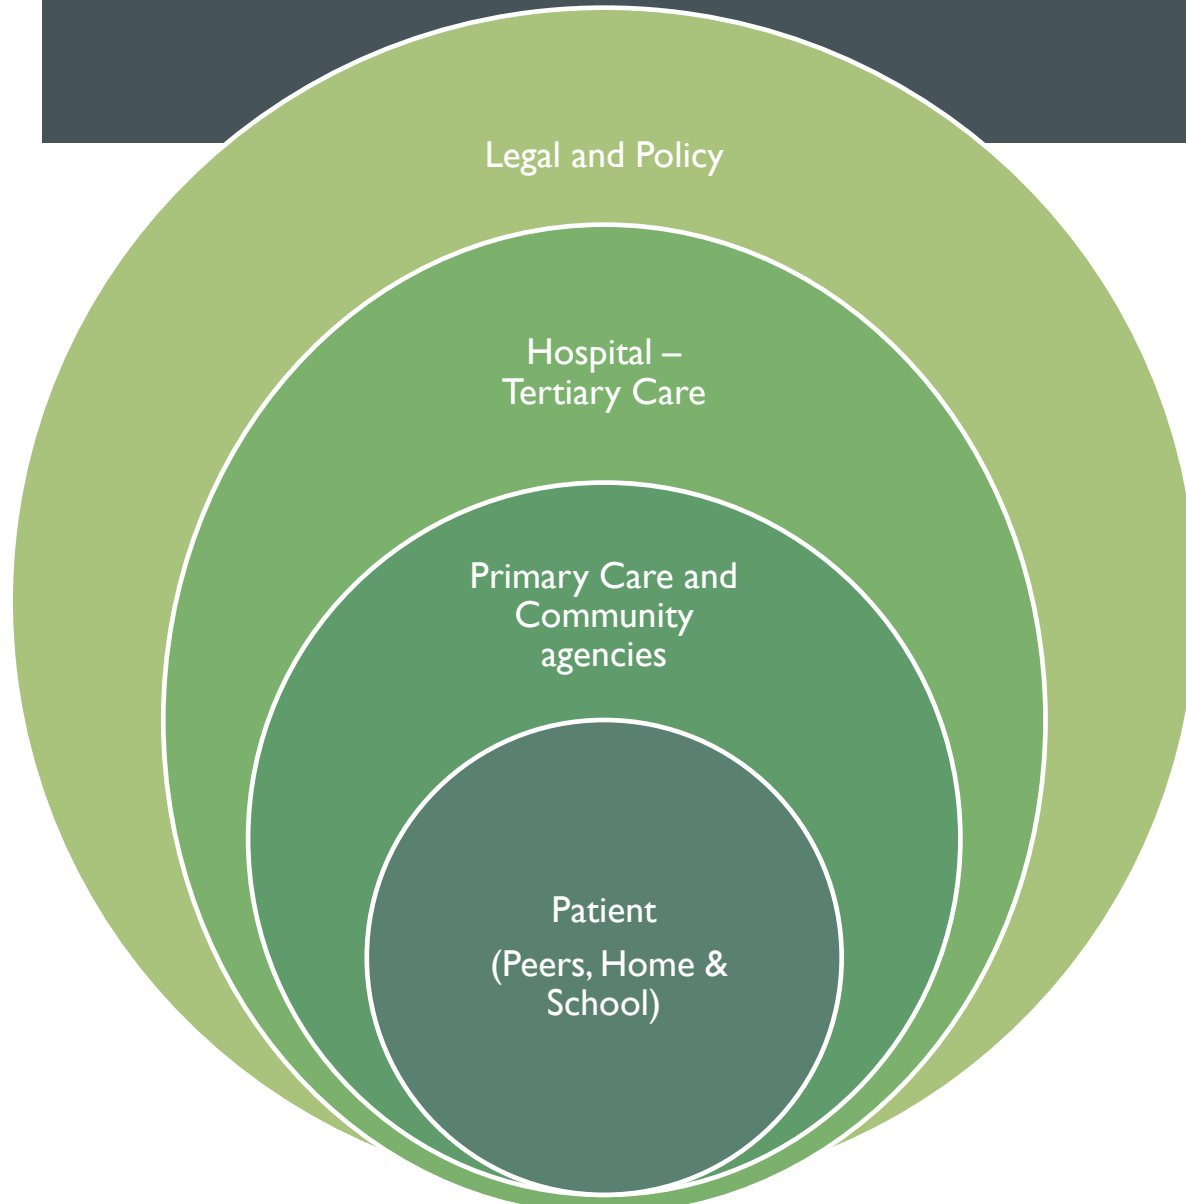 Legal and Policy
Hospital –
Tertiary Care
Primary Care and
Community
agencies
Patient
(Peers, Home &
School)